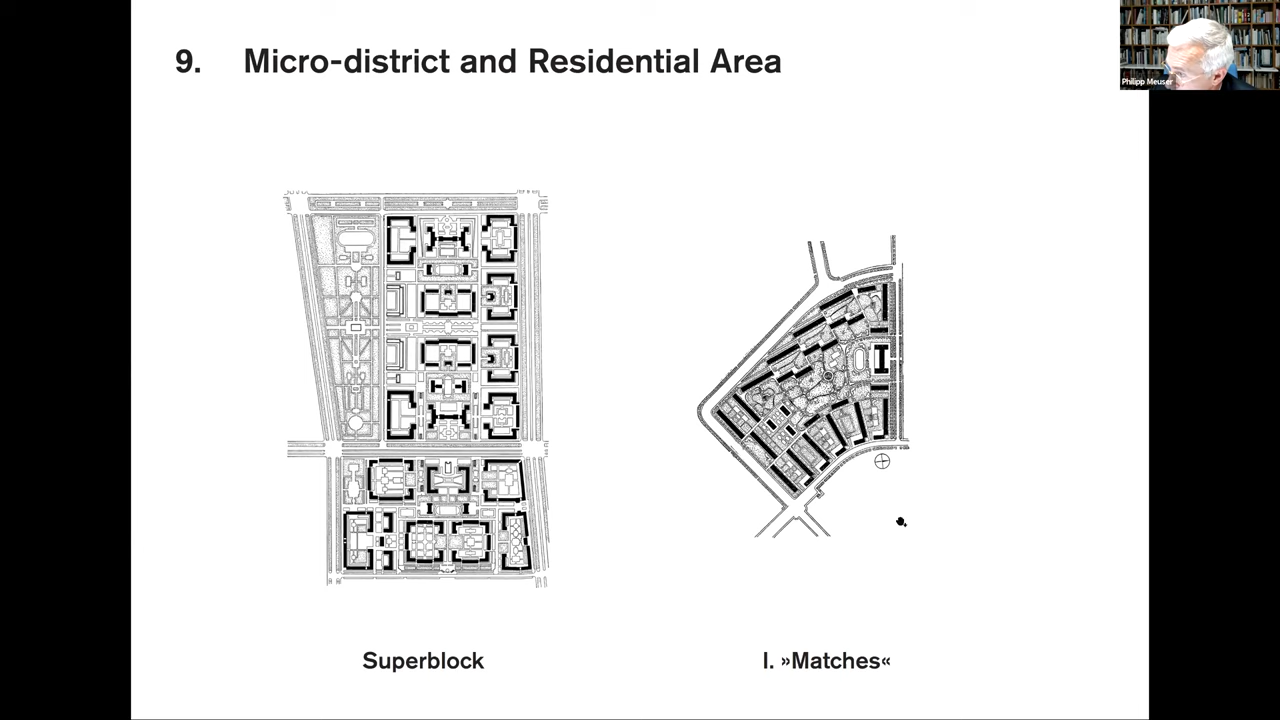 9. Micro-district and Residential Area
Philipp Meuser
Superblock
I. »Matches«